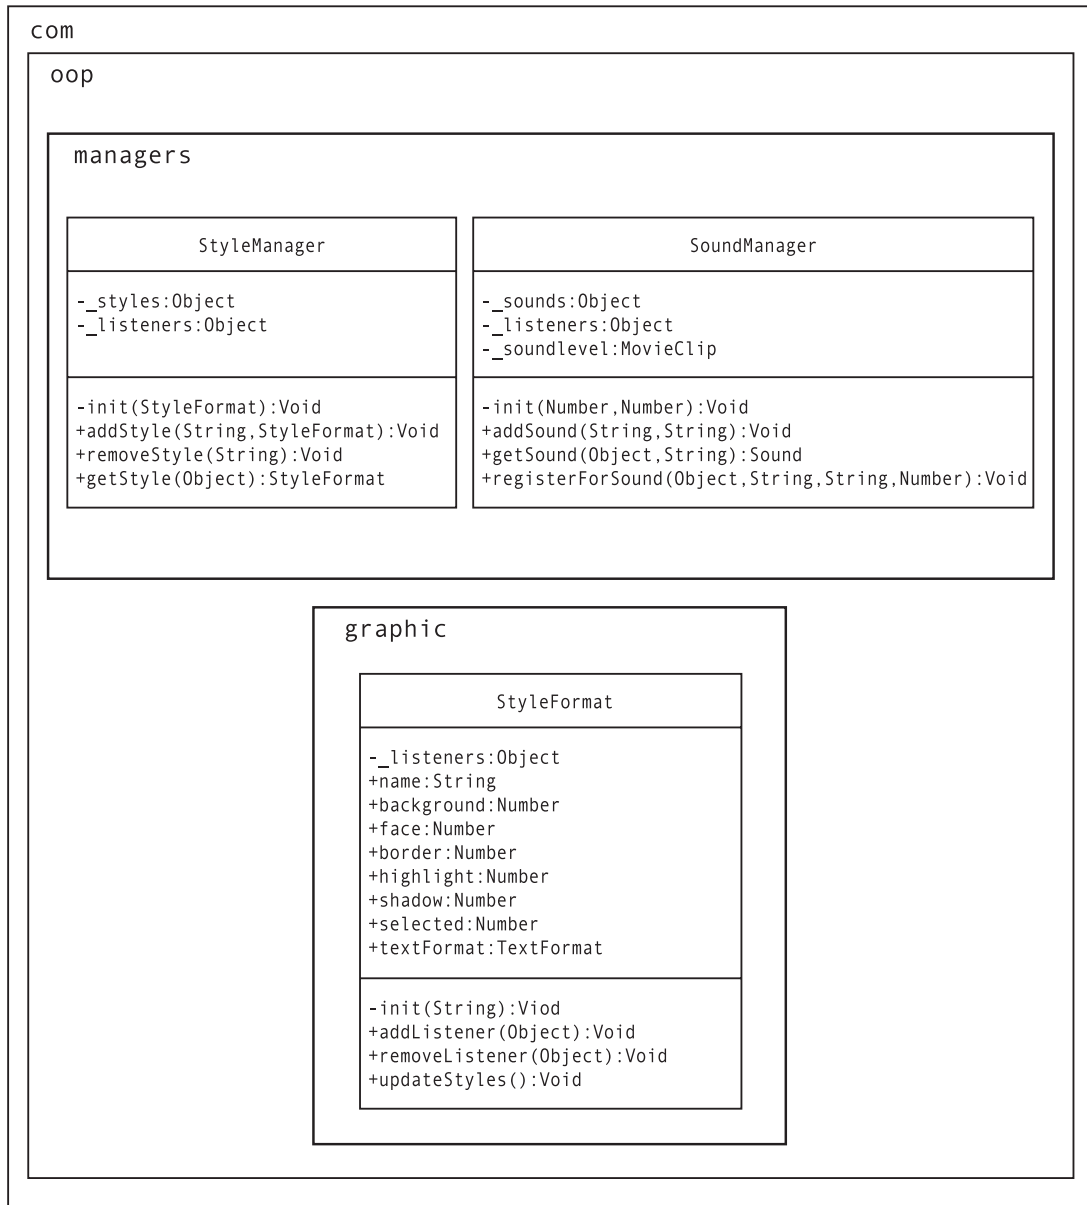 com
oop
managers
StyleManager
-_styles:Object
-_listeners:Object
-init(StyleFormat):Void
+addStyle(String,StyleFormat):Void
+removeStyle(String):Void
+getStyle(Object):StyleFormat
SoundManager
-_sounds:Object
-_listeners:Object
-_soundlevel:MovieClip
-init(Number,Number):Void
+addSound(String,String):Void
+getSound(Object,String):Sound
+registerForSound(Object,String,String,Number):Void
graphic
StyleFormat
-_listeners:Object
+name:String
+background:Number
+face:Number
+border:Number
+highlight:Number
+shadow:Number
+selected:Number
+textFormat:TextFormat
-init(String):Viod
+addListener(Object):Void
+removeListener(Object):Void
+updateStyles():Void